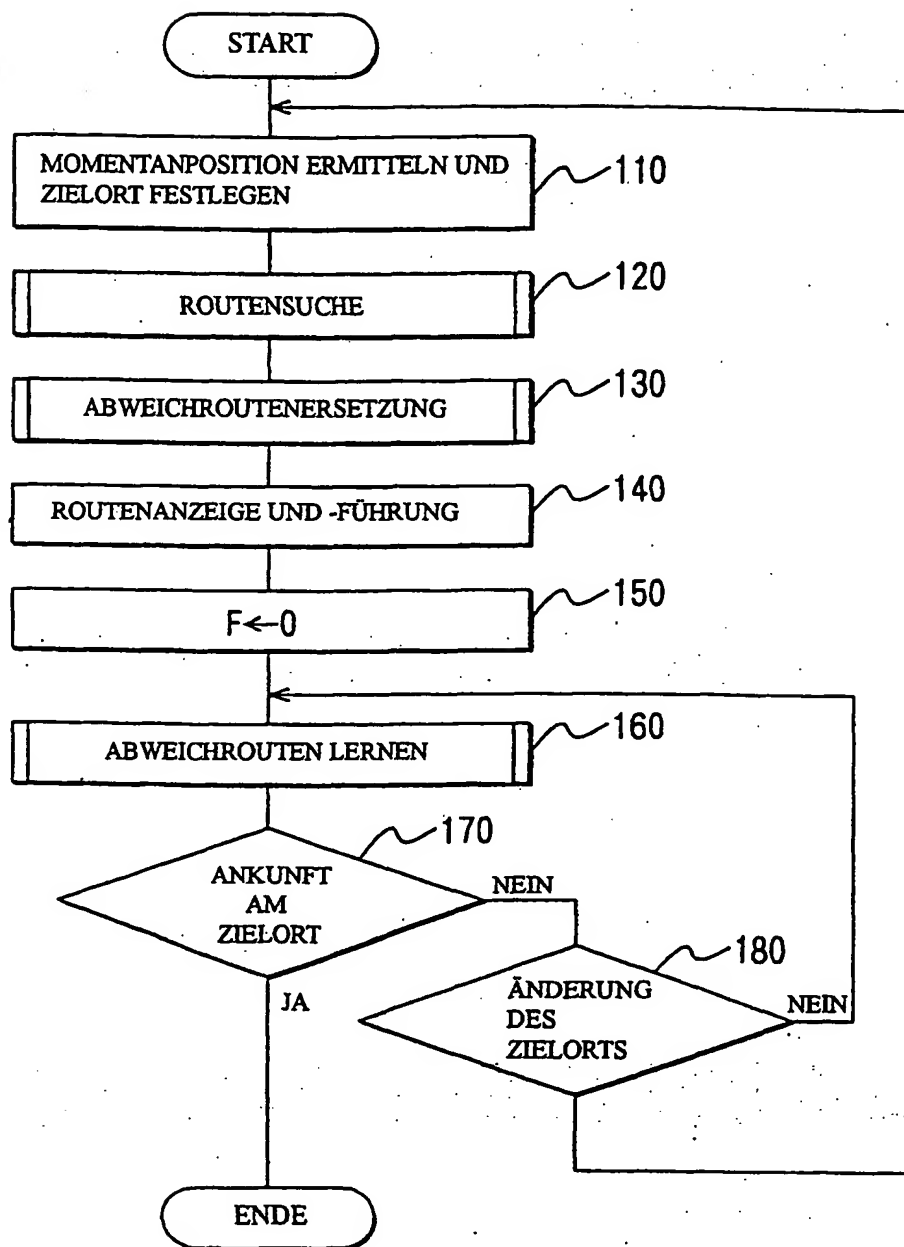 START
MOMENTANPOSITION ERMITTELN UND
ZIELORT FESTLEGEN
110
ROUTENSUCHE
120
ABWEICHROUTENERSETZUNG
130
ROUTENANZEIGE UND -FÜHRUNG
140
F←0
150
ABWEICHROUTEN LERNEN
160
170
ANKUNFT
AM
ZIELORT
NEIN
JA
180
ÄNDERUNG
DES
ZIELORTS
NEIN
ENDE